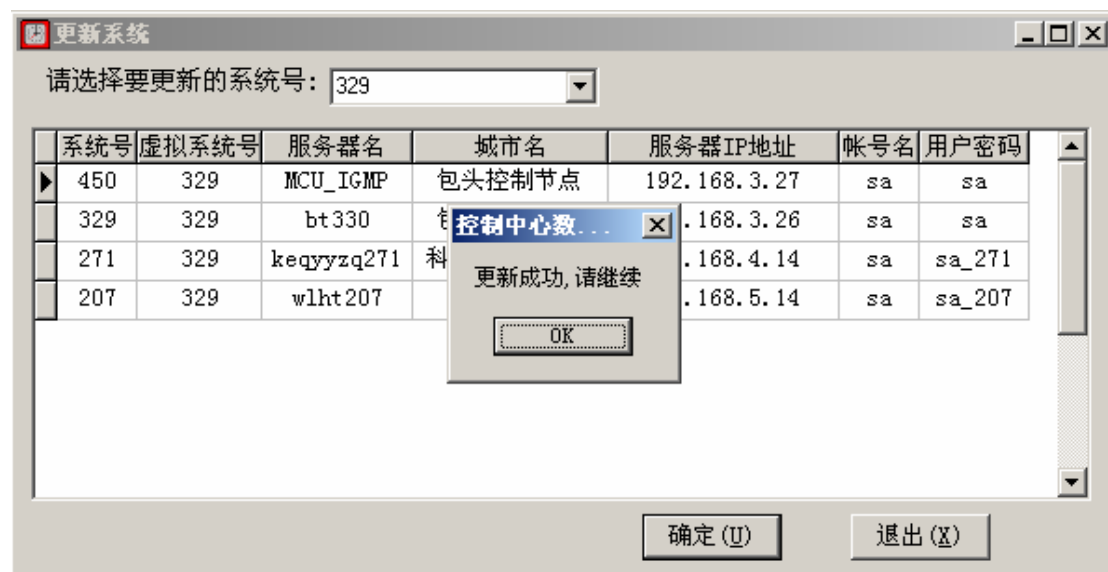 更新系统
请选择要更新的系统号: 329
系统号 虚拟系统号 服务器名 城市名 服务器IP地址 帐号名 用户密码
450 329 MCU_IGMP 包头控制节点 192.168.3.27 sa sa
329 329 bt330 .168.3.26 sa sa
271 329 keqyyzq271 科 .168.4.14 sa sa_271
207 329 wlht207 .168.5.14 sa sa_207
控制中心数...
更新成功,请继续
OK
确定(U) 退出(X)